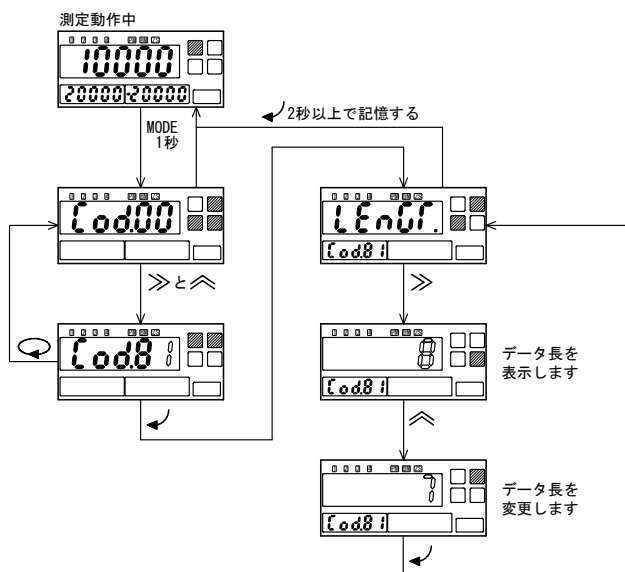 測定動作中
10000
20000
-20000
MODE
1秒
2秒以上で記憶する
Cod.00
LEnGT.
Cod.81
≫と︽
≫
Cod.81
8
Cod.81
データ長を
表示します
︽
7
Cod.81
データ長を
変更します